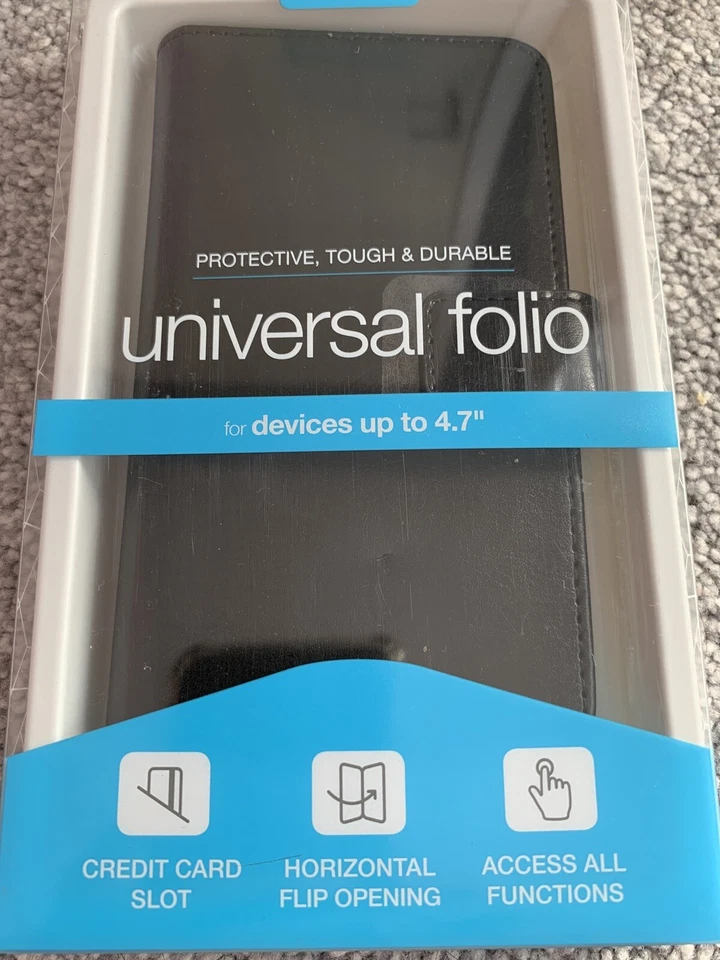 PROTECTIVE, TOUGH & DURABLE
universal folio
for devices up to 4.7"
CREDIT CARD
SLOT
HORIZONTAL
FLIP OPENING
ACCESS ALL
FUNCTIONS